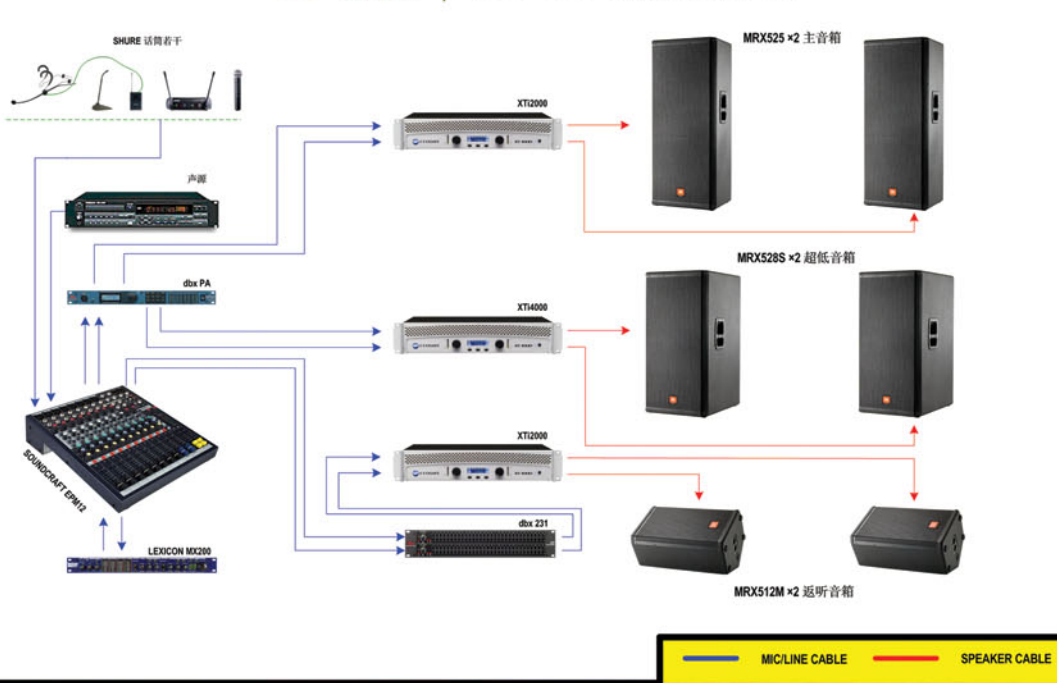 SHURE 话筒若干
MRX525 ×2 主音箱
XTi2000
声源
MRX528S ×2 超低音箱
dbx PA
XTi4000
XTi2000
SOUNDCRAFT EPM12
dbx 231
LEXICON MX200
MRX512M ×2 返听音箱
MIC/LINE CABLE
SPEAKER CABLE